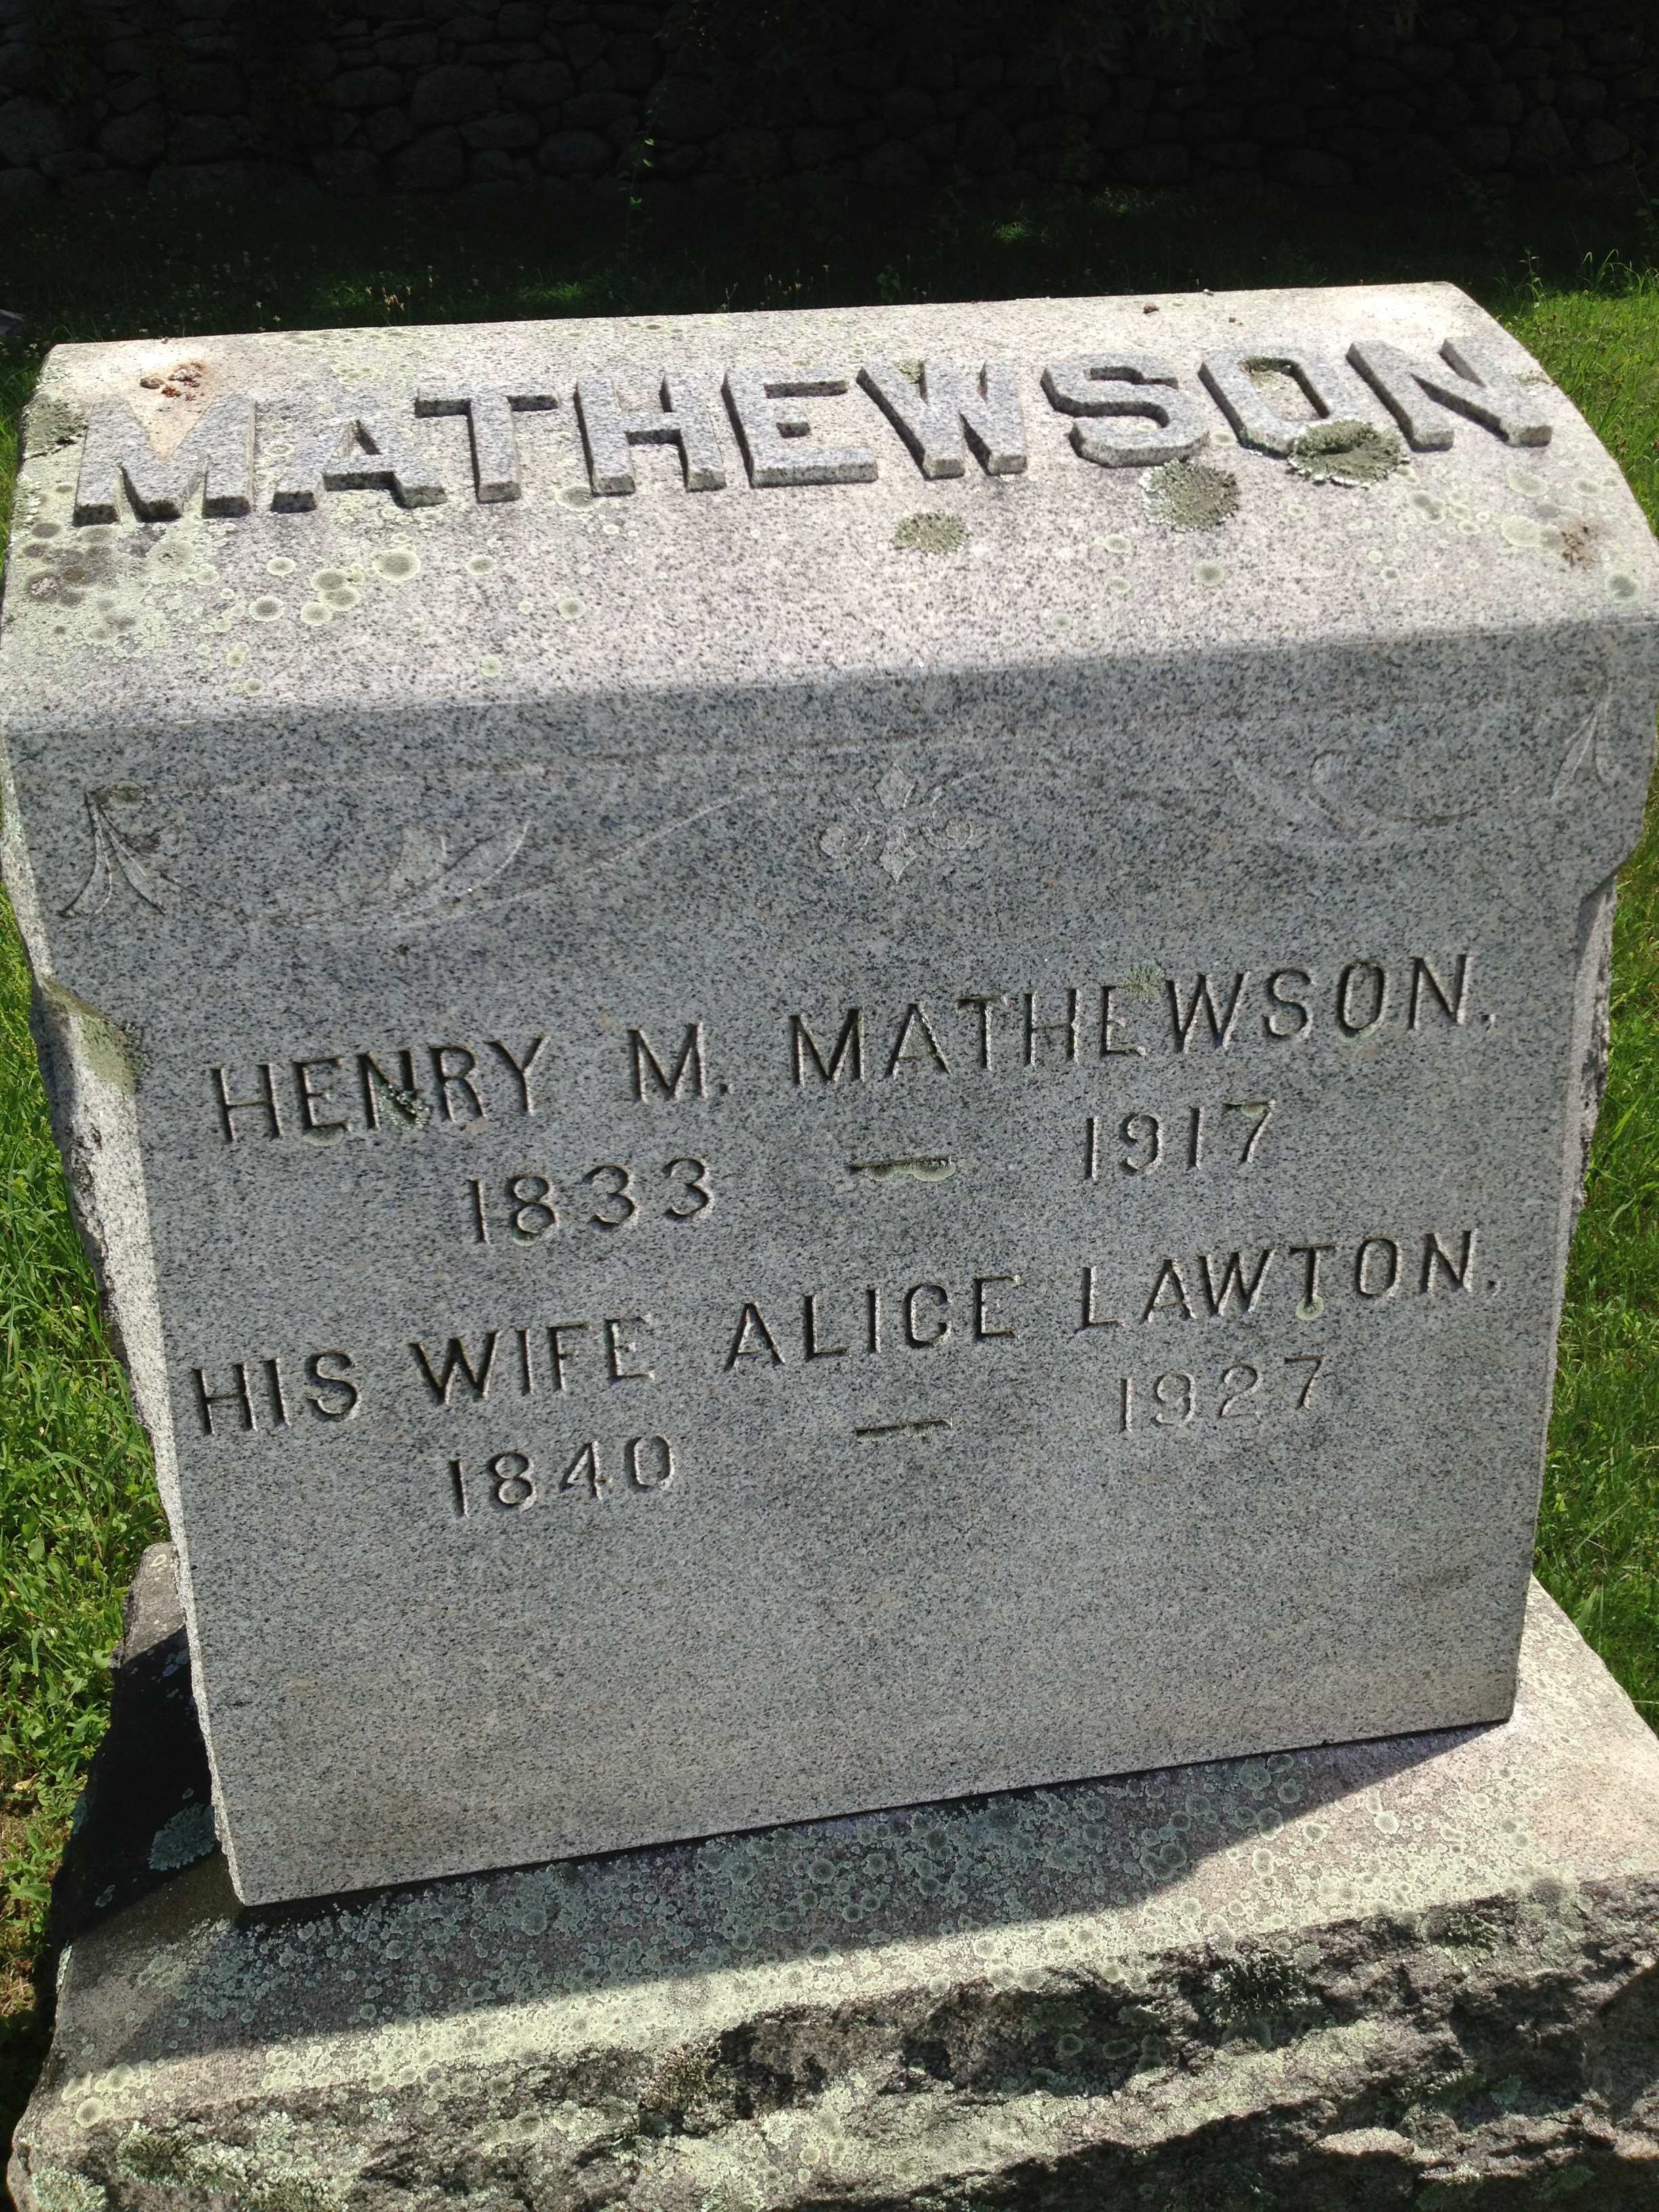 MATHEWSON
HENRY M. MATHEWSON.
1833 — 1917
HIS WIFE ALICE LAWTON.
1840 — 1927